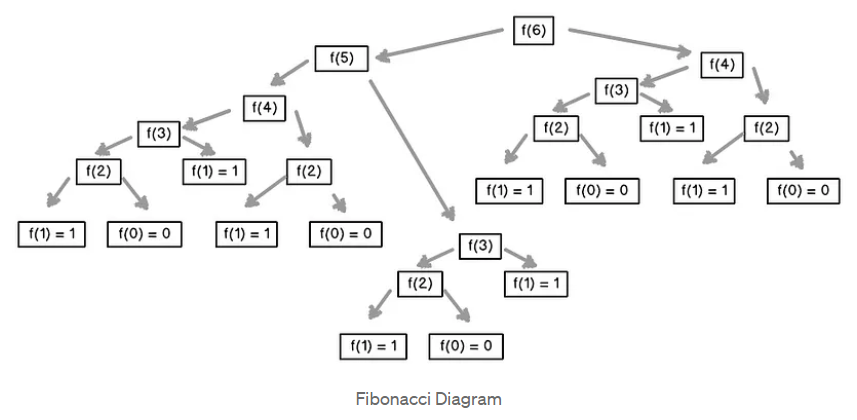 f(6)
f(5)
f(4)
f(4)
f(3)
f(3)
f(2)
f(1) = 1
f(2)
f(2)
f(1) = 1
f(2)
f(1) = 1
f(0) = 0
f(1) = 1
f(0) = 0
f(1) = 1
f(0) = 0
f(1) = 1
f(0) = 0
f(3)
f(2)
f(1) = 1
f(1) = 1
f(0) = 0
Fibonacci Diagram